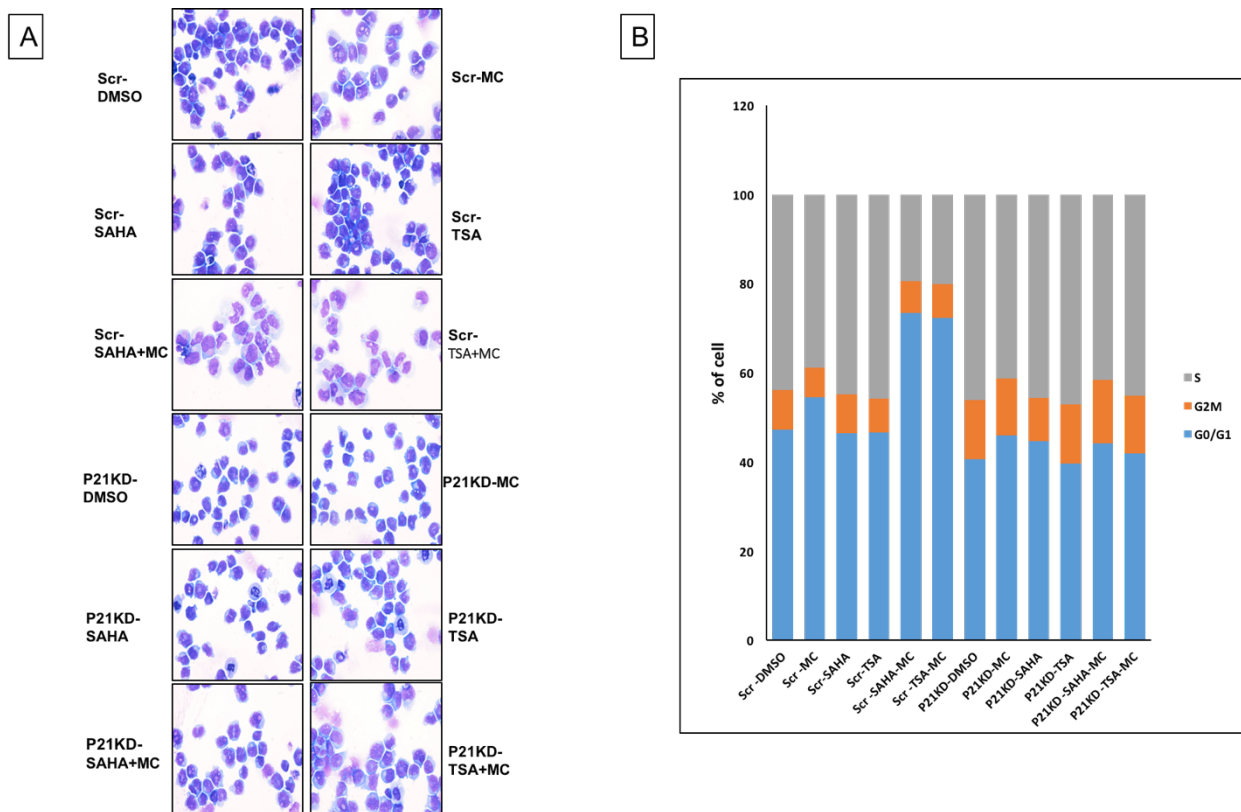 A
Scr-
DMSO
Scr-MC
Scr-
SAHA
Scr-
TSA
Scr-
SAHA+MC
Scr-
TSA+MC
P21KD-
DMSO
P21KD-MC
P21KD-
SAHA
P21KD-
TSA
P21KD-
SAHA+MC
P21KD-
TSA+MC
B
120
100
80
60
40
20
0
% of cell
S
G2M
G0/G1
Scr -DMSO
Scr -MC
Scr-SAHA
Scr -TSA
Scr -SAHA-MC
Scr -TSA-MC
P21KD-DMSO
P21KD-MC
P21KD-SAHA
P21KD-TSA
P21KD -SAHA-MC
P21KD-TSA-MC